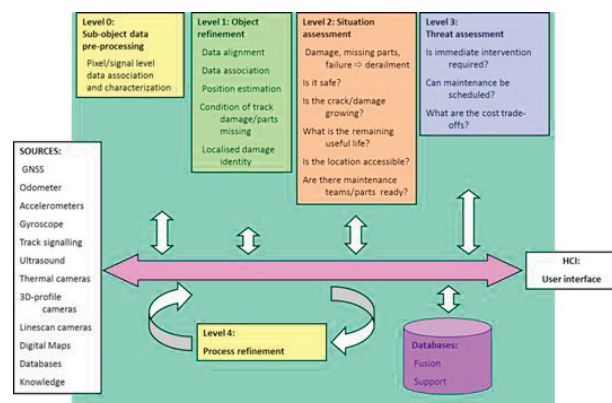 Level 0:
Sub-object data
pre-processing
Pixel/signal level
data association
and characterization
Level 1: Object
refinement
Data alignment
Data association
Position estimation
Condition of track
damage/parts
missing
Localised damage
identity
Level 2: Situation
assessment
Damage, missing parts,
failure ⇨ derailment
Is it safe?
Is the crack/damage
growing?
What is the remaining
useful life?
Is the location accessible?
Are there maintenance
teams/parts ready?
Level 3:
Threat assessment
Is immediate intervention
required?
Can maintenance be
scheduled?
What are the cost trade-
offs?
SOURCES:
GNSS
Odometer
Accelerometers
Gyroscope
Track signalling
Ultrasound
Thermal cameras
3D-profile
cameras
Linescan cameras
Digital Maps
Databases
Knowledge
HCI:
User interface
Level 4:
Process refinement
Databases:
Fusion
Support